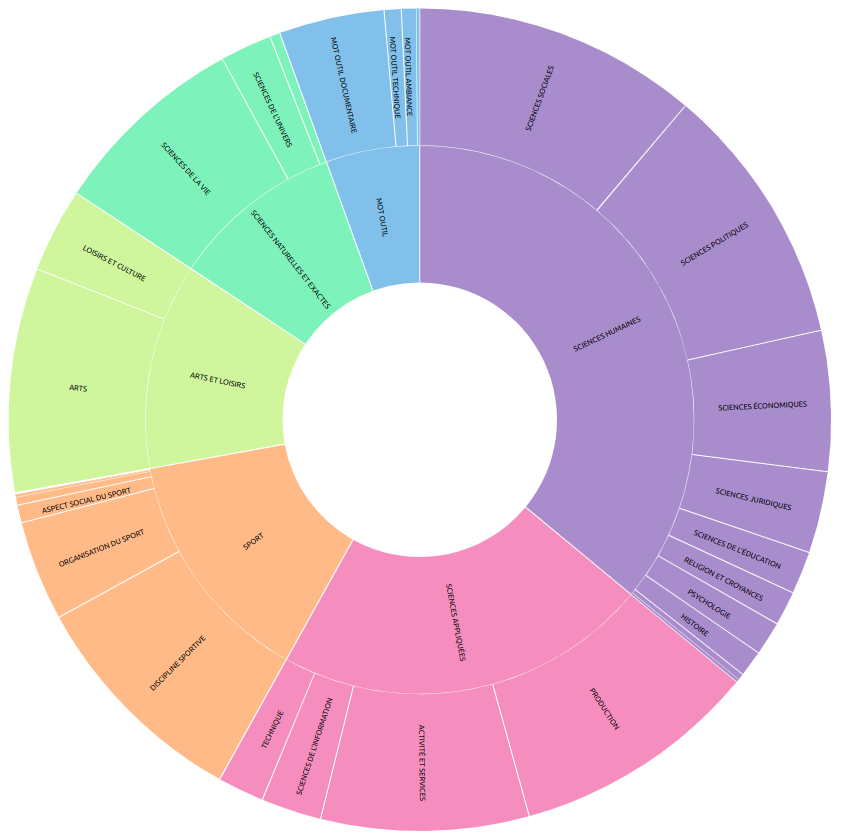 SCIENCES SOCIALES
SCIENCES POLITIQUES
SCIENCES ÉCONOMIQUES
SCIENCES JURIDIQUES
SCIENCES DE L'ÉDUCATION
RELIGION ET CROYANCES
PSYCHOLOGIE
HISTOIRE
SCIENCES HUMAINES
PRODUCTION
ACTIVITÉ ET SERVICES
SCIENCES DE L'INFORMATION
TECHNIQUE
SCIENCES APPLIQUÉES
DISCIPLINE SPORTIVE
ORGANISATION DU SPORT
ASPECT SOCIAL DU SPORT
SPORT
ARTS
LOISIRS ET CULTURE
ARTS ET LOISIRS
SCIENCES DE LA VIE
SCIENCES DE L'UNIVERS
SCIENCES NATURELLES ET EXACTES
MOT OUTIL DOCUMENTAIRE
MOT OUTIL TECHNIQUE
MOT OUTIL AMBIANCE
MOT OUTIL